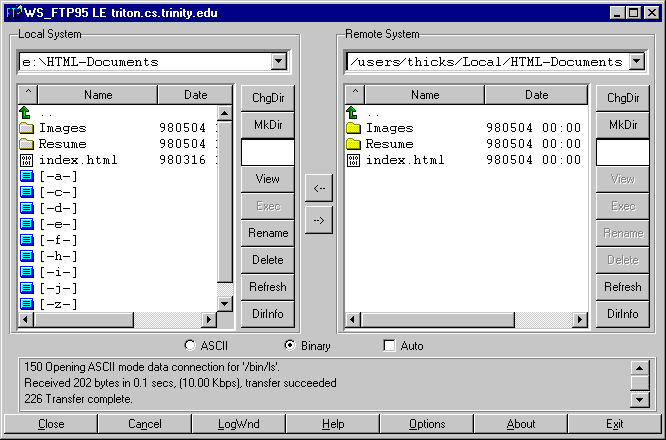 WS_FTP95 LE triton.cs.trinity.edu
Local System
e:\HTML-Documents
^ Name Date
..
Images 980504
Resume 980504
index.html 980316
[-a-]
[-c-]
[-d-]
[-e-]
[-f-]
[-h-]
[-i-]
[-j-]
[-z-]
ChgDir
MkDir
View
Exec
Rename
Delete
Refresh
DirInfo
<--
-->
Remote System
/users/thicks/Local/HTML-Documents
^ Name Date
..
Images 980504 00:00
Resume 980504 00:00
index.html 980504 00:00
ChgDir
MkDir
View
Exec
Rename
Delete
Refresh
DirInfo
ASCII Binary Auto
150 Opening ASCII mode data connection for '/bin/ls'.
Received 202 bytes in 0.1 secs, (10.00 Kbps), transfer succeeded
226 Transfer complete.
Close Cancel LogWnd Help Options About Exit